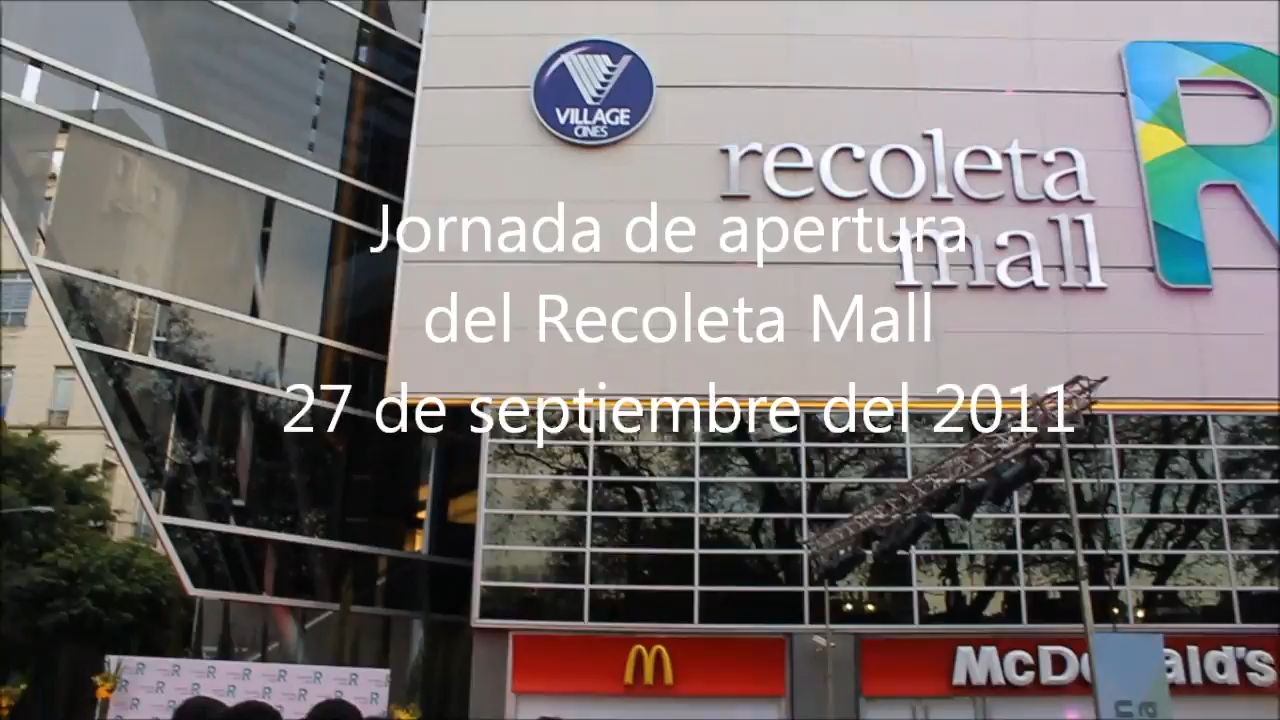 VILLAGE
CINES
recoleta
mall
R
Jornada de apertura
del Recoleta Mall
27 de septiembre del 2011
M
McDonald's